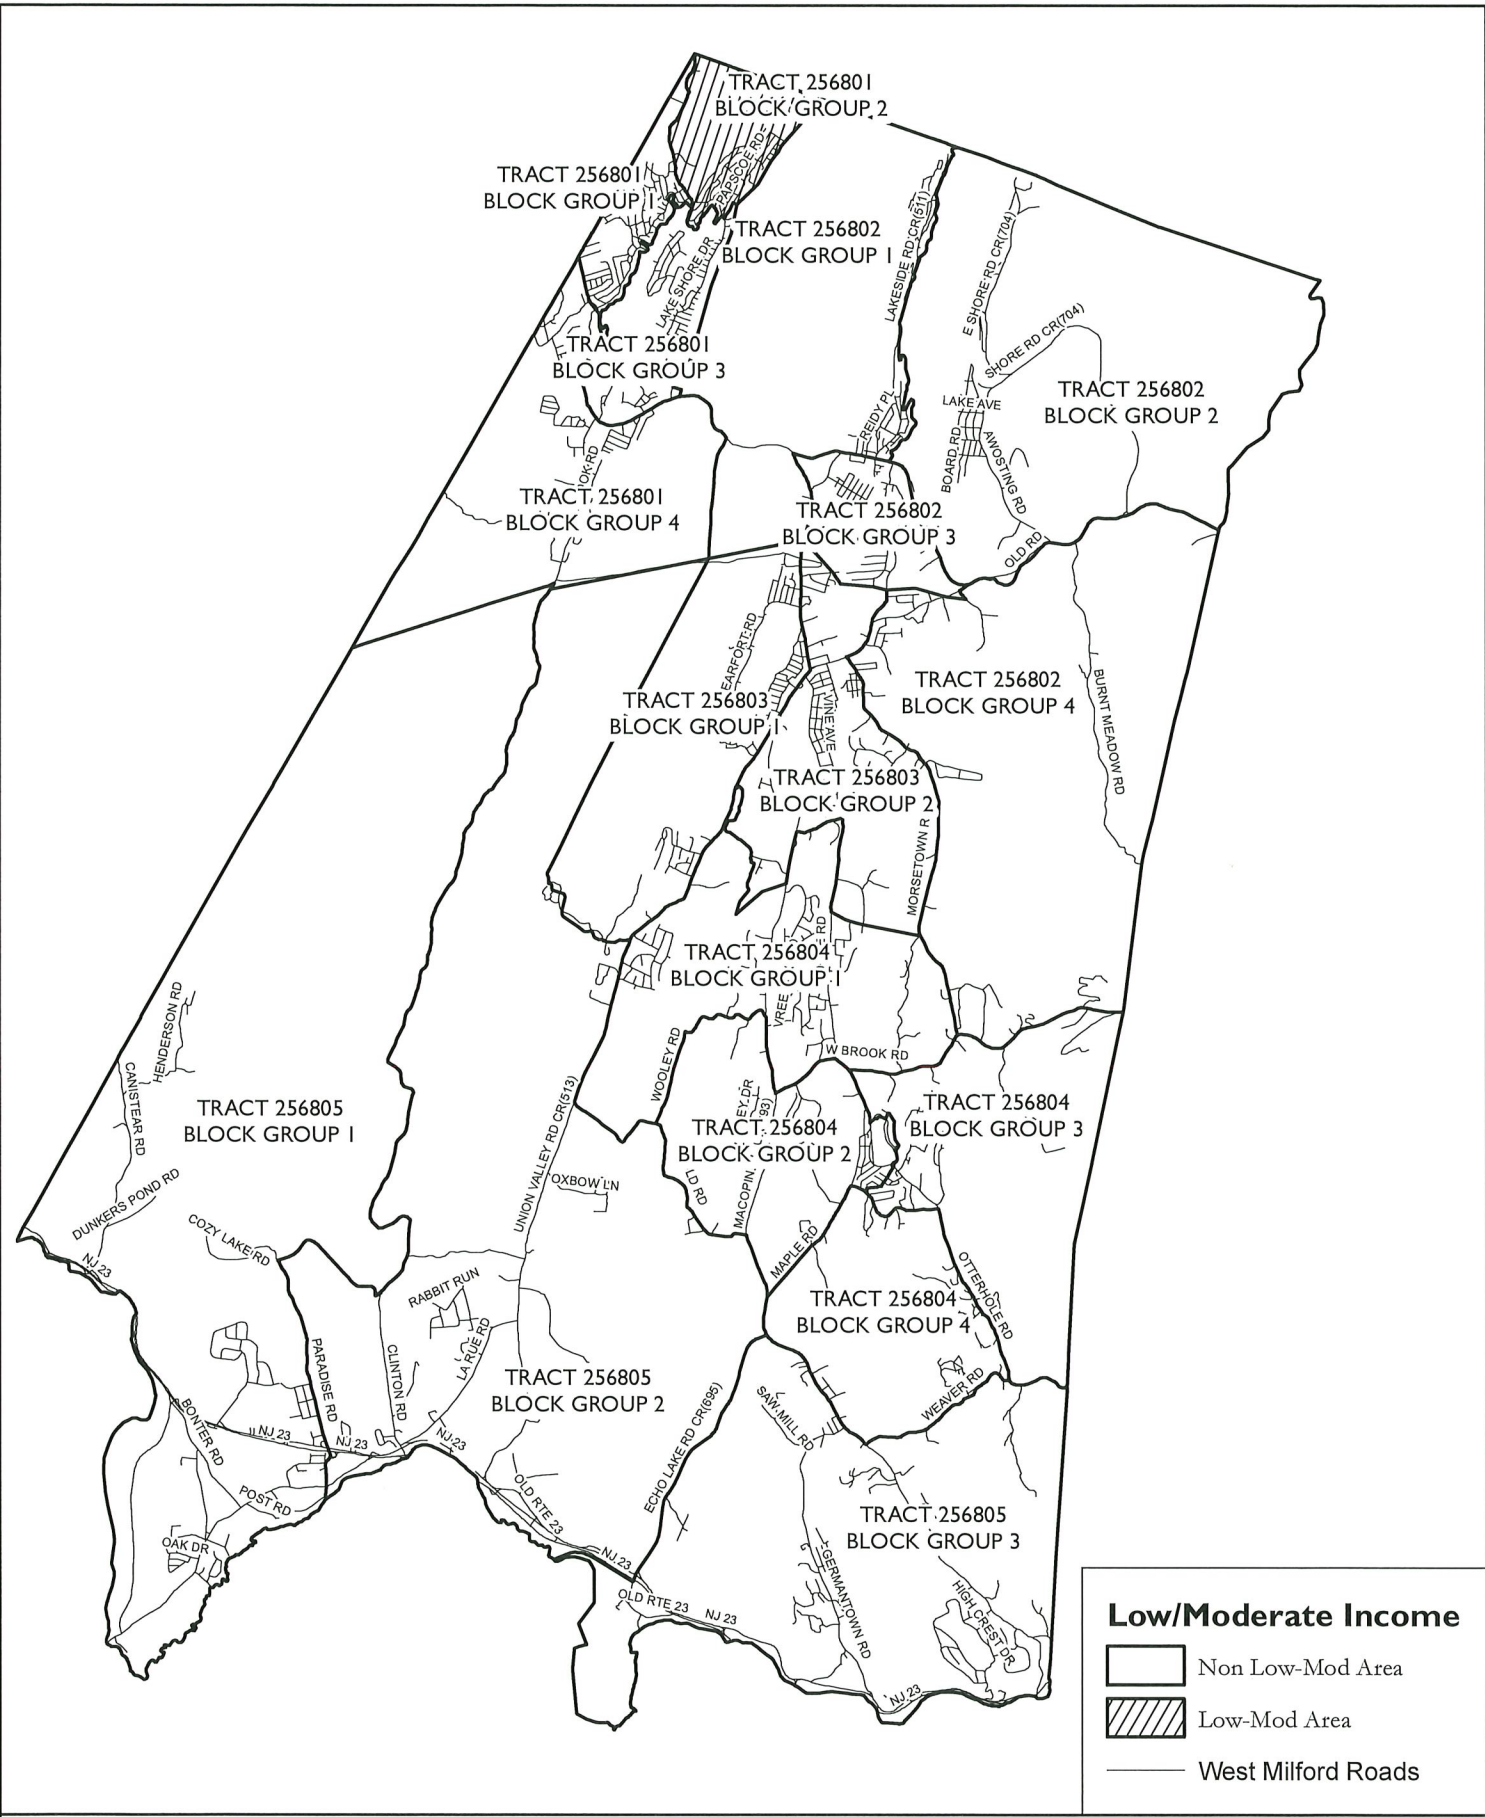 TRACT 256801
BLOCK GROUP 2
PAPSCOE RD
TRACT 256801
BLOCK GROUP 1
TRACT 256802
BLOCK GROUP 1
LAKESIDE RD CR(511)
E SHORE RD CR(704)
LAKE SHORE DR
SHORE RD CR(704)
TRACT 256801
BLOCK GROUP 3
TRACT 256802
BLOCK GROUP 2
LAKE AVE
REIDY PL
BOARD RD
AWOSTING RD
OK RD
TRACT 256801
BLOCK GROUP 4
TRACT 256802
BLOCK GROUP 3
OLD RD
EARFORT RD
TRACT 256803
BLOCK GROUP 1
VINE AVE
TRACT 256802
BLOCK GROUP 4
BURNT MEADOW RD
TRACT 256803
BLOCK GROUP 2
MORSETOWN R
RD
TRACT 256804
BLOCK GROUP 1
VREE
HENDERSON RD
CANISTEAR RD
WOOLEY RD
W BROOK RD
TRACT 256805
BLOCK GROUP 1
UNION VALLEY RD CR(513)
EY DR
93)
TRACT 256804
BLOCK GROUP 2
TRACT 256804
BLOCK GROUP 3
OXBOW LN
LD RD
MACOPIN
DUNKERS POND RD
COZY LAKE RD
NJ 23
MAPLE RD
OTTERHOLE RD
RABBIT RUN
TRACT 256804
BLOCK GROUP 4
PARADISE RD
CLINTON RD
LA RUE RD
TRACT 256805
BLOCK GROUP 2
WEAVER RD
SAW MILL RD
ECHO LAKE RD CR(695)
BONTER RD
NJ 23
NJ 23
NJ 23
POST RD
OLD RTE 23
TRACT 256805
BLOCK GROUP 3
OAK DR
NJ 23
GERMANTOWN RD
HIGH CREST DR
OLD RTE 23
NJ 23
NJ 23
Low/Moderate Income
Non Low-Mod Area
Low-Mod Area
West Milford Roads